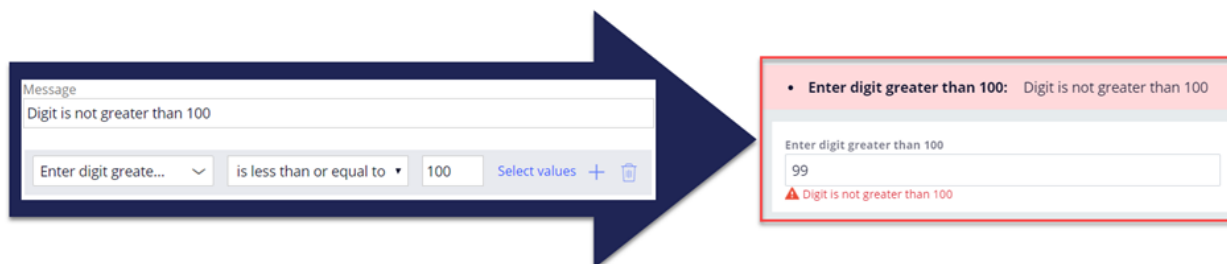 Message
Digit is not greater than 100
Enter digit greate... is less than or equal to 100 Select values
• Enter digit greater than 100: Digit is not greater than 100
Enter digit greater than 100
99
Digit is not greater than 100